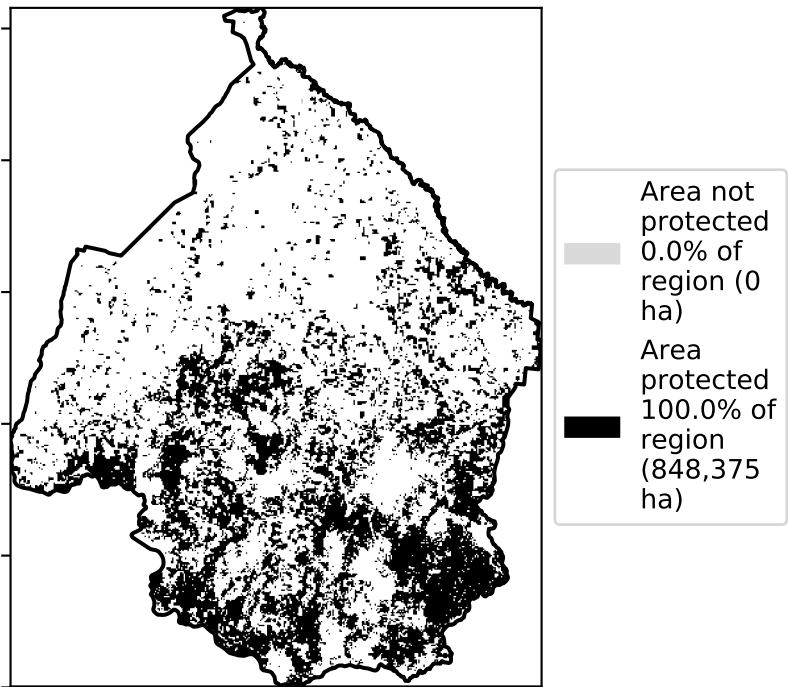 Area not
protected
0.0% of
region (0
ha)
Area
protected
100.0% of
region
(848,375
ha)